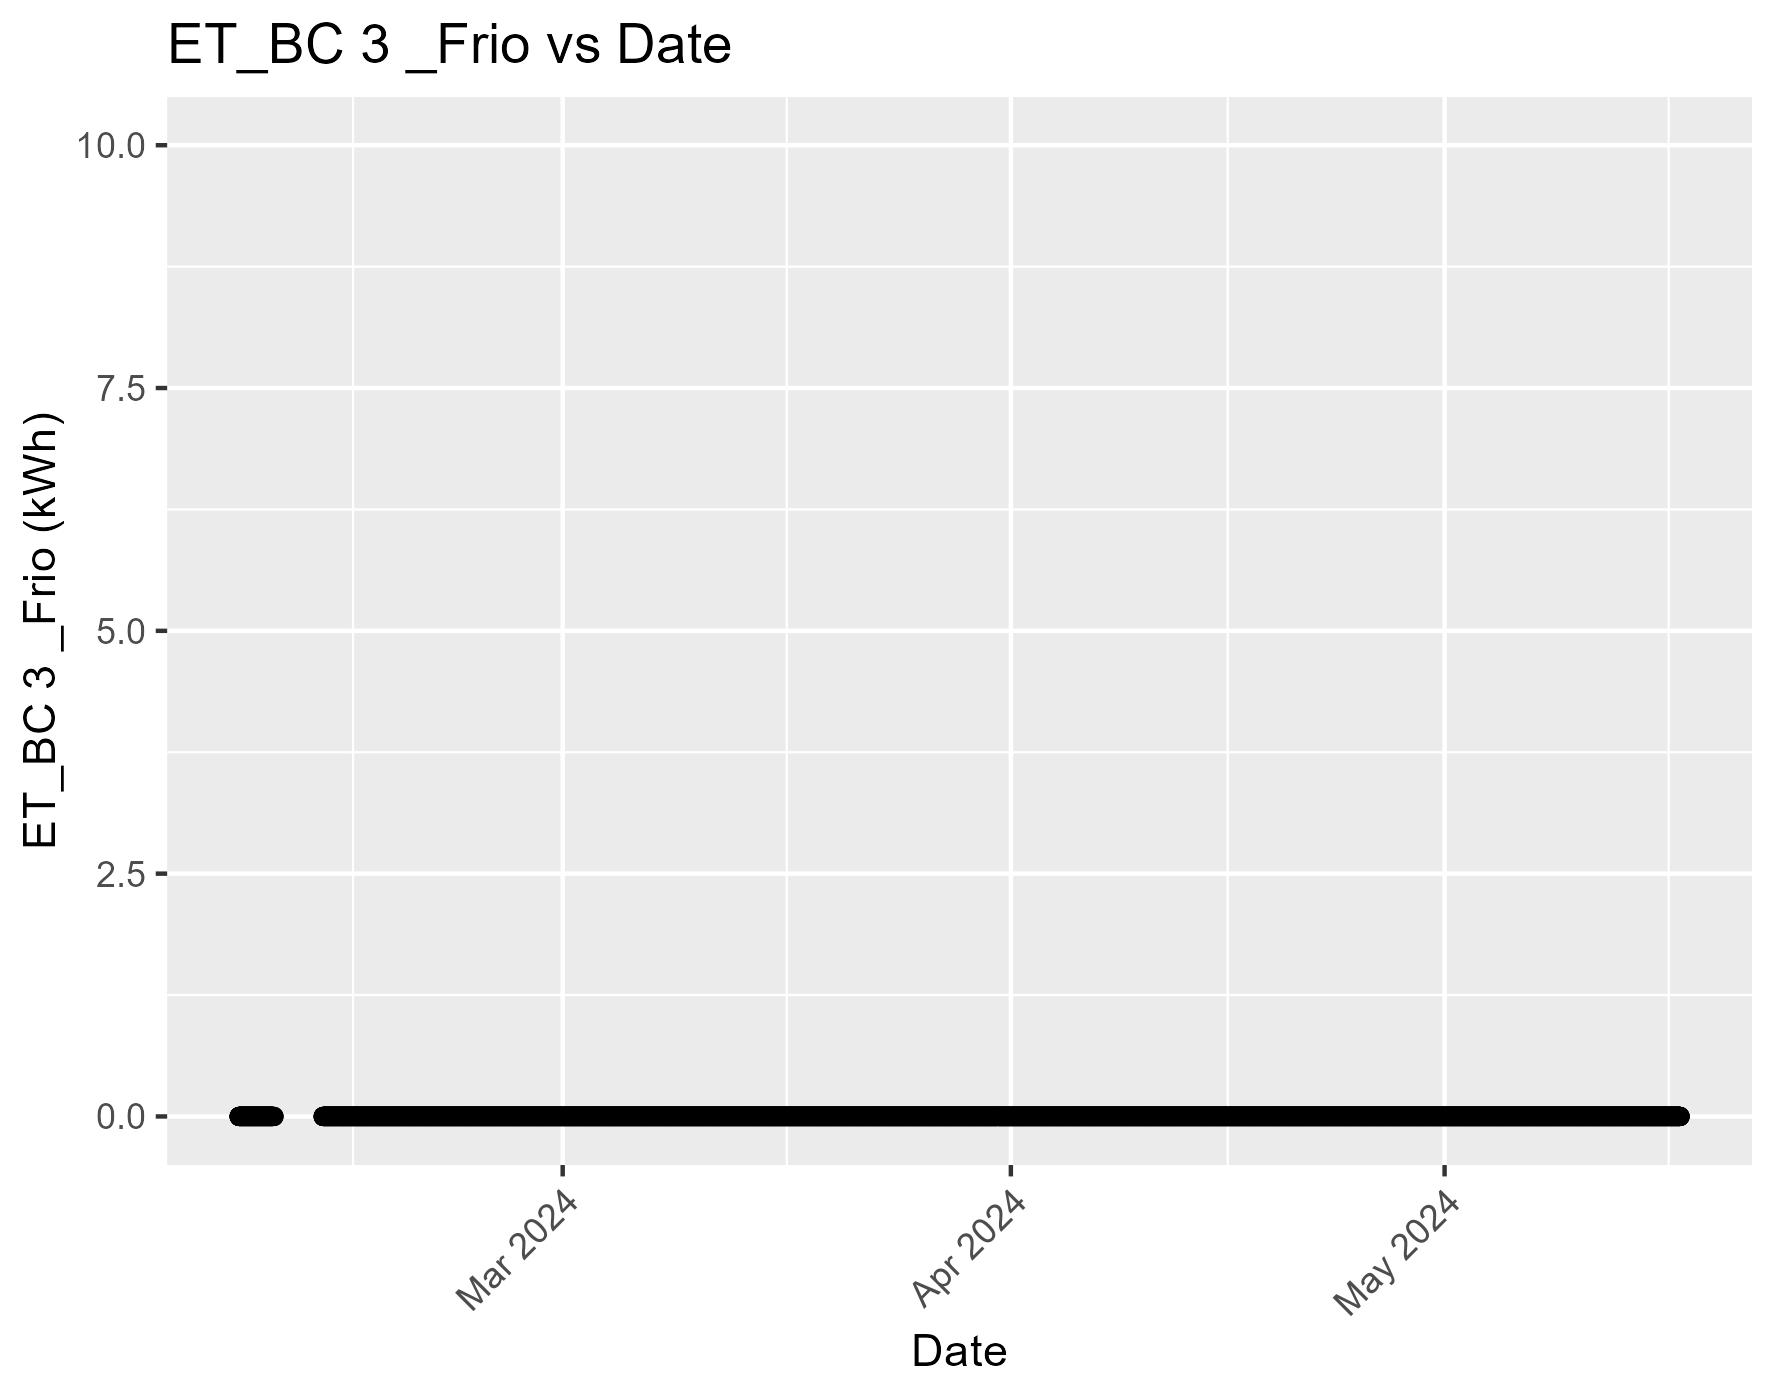 ET_BC 3 _Frio vs Date
10.0
7.5
5.0
2.5
0.0
ET_BC 3 _Frio (kWh)
Mar 2024
Apr 2024
May 2024
Date